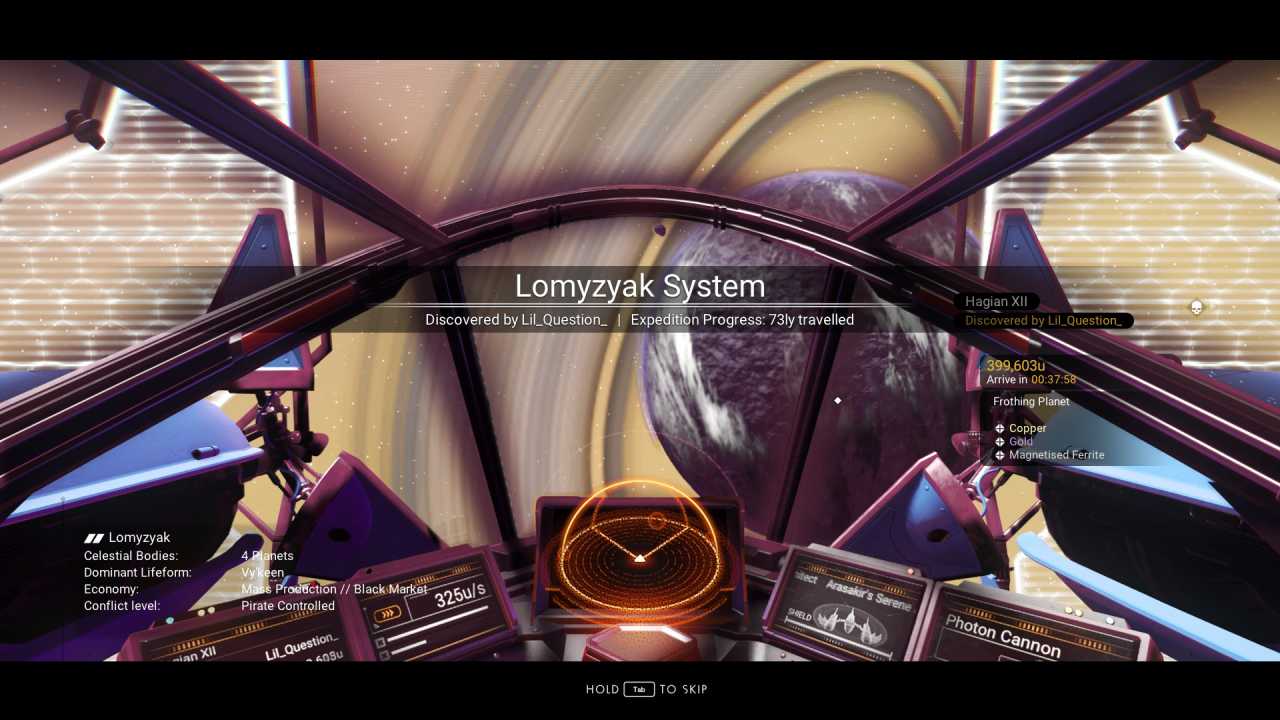 Lomyzyak System
Discovered by Lil_Question_ | Expedition Progress: 73ly travelled
Hagian XII
Discovered by Lil_Question_
399,603u
Arrive in 00:37:58
Frothing Planet
Copper
Gold
Magnetised Ferrite
Lomyzyak
Celestial Bodies: 4 Planets
Dominant Lifeform: Vy'keen
Economy: Mass Production // Black Market
Conflict level: Pirate Controlled
XII
Lil_Question_
325u/s
Arasakir's Serene
SHIELD
Photon Cannon
HOLD Tab TO SKIP